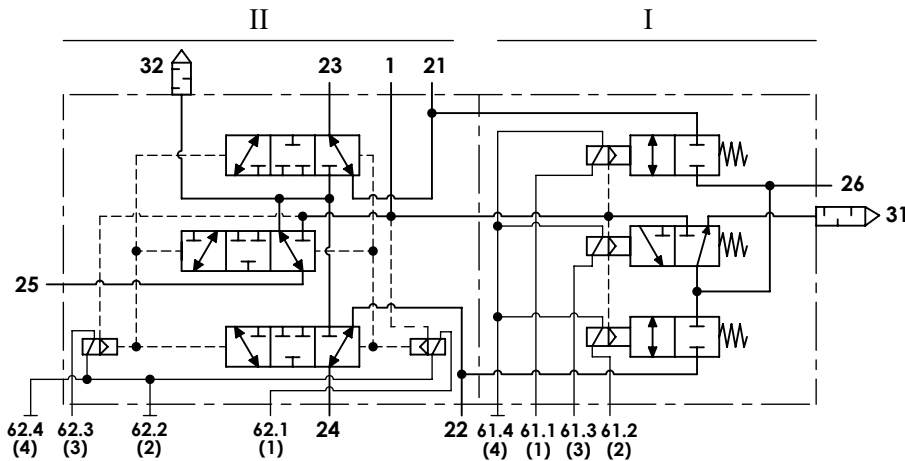 II I
32 23 1 21
26
31
25
62.4 62.3 62.2 62.1 24 22 61.4 61.1 61.3 61.2
(4) (3) (2) (1) (4) (1) (3) (2)